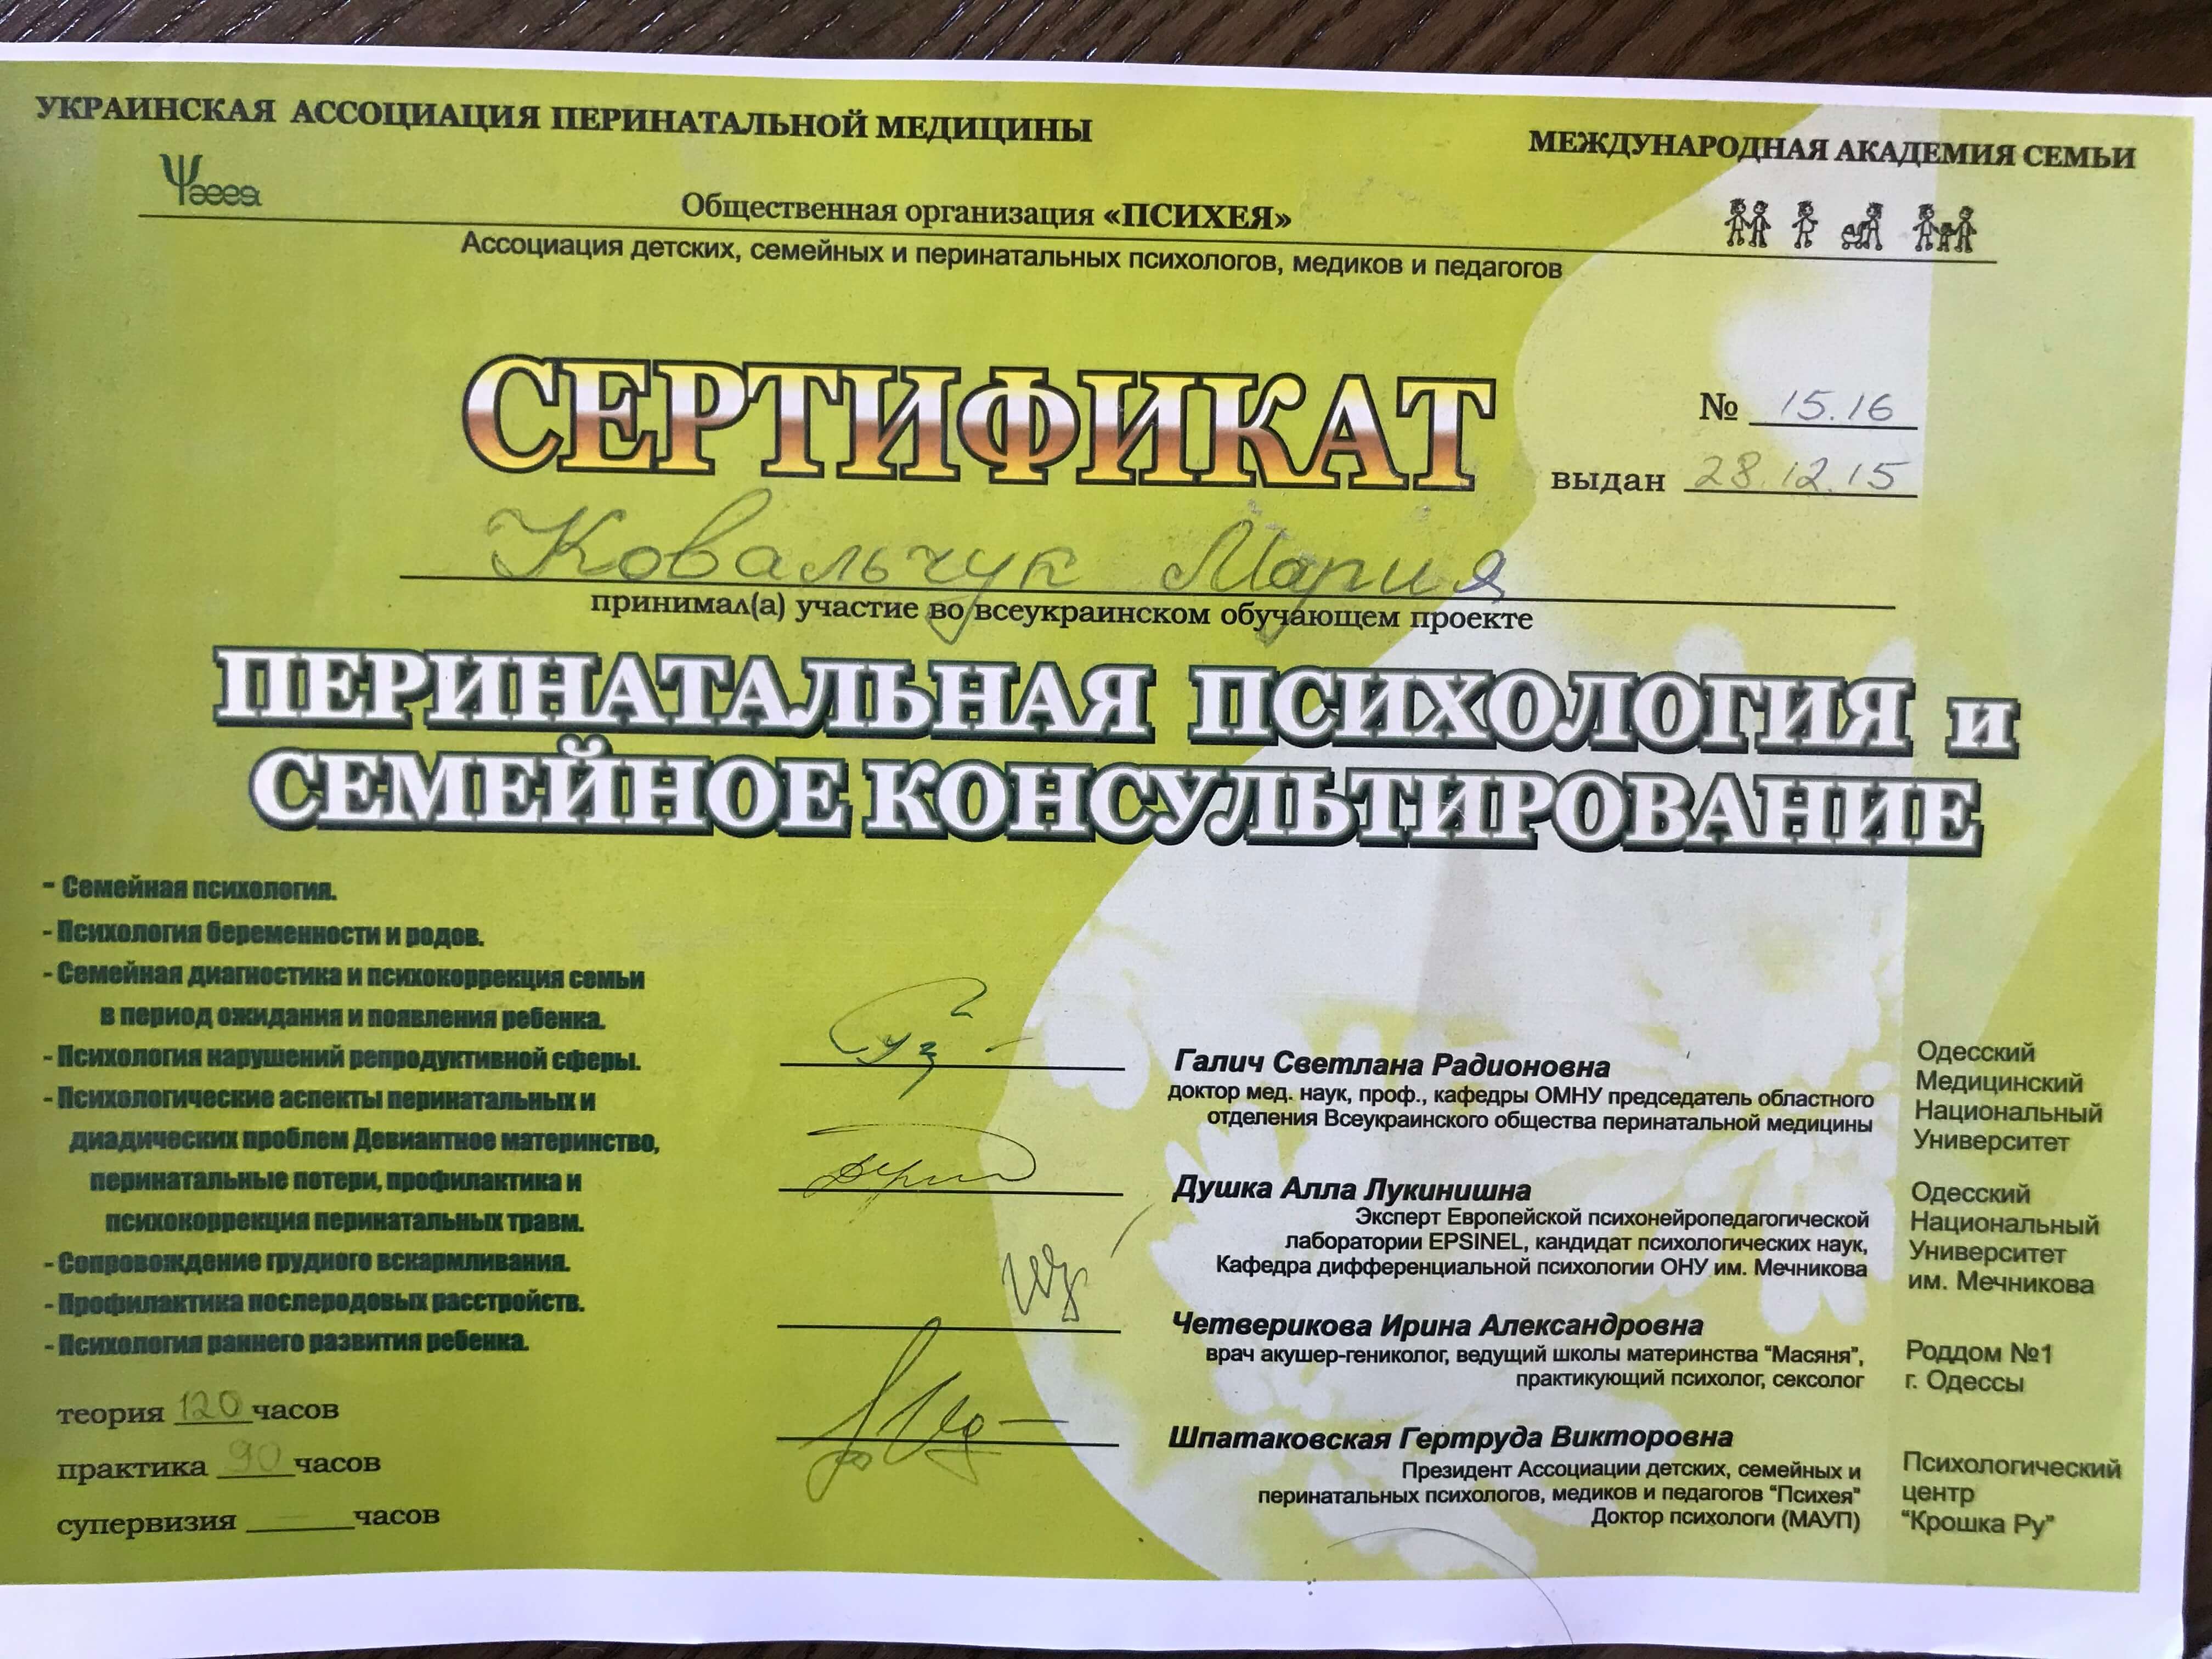 УКРАИНСКАЯ АССОЦИАЦИЯ ПЕРИНАТАЛЬНОЙ МЕДИЦИНЫ
МЕЖДУНАРОДНАЯ АКАДЕМИЯ СЕМЬИ
Общественная организация «ПСИХЕЯ»
Ассоциация детских, семейных и перинатальных психологов, медиков и педагогов
СЕРТИФИКАТ
№ 15.16
выдан 28.12.15
Ковальчук Мария
принимал(а) участие во всеукраинском обучающем проекте
ПЕРИНАТАЛЬНАЯ ПСИХОЛОГИЯ и
СЕМЕЙНОЕ КОНСУЛЬТИРОВАНИЕ
- Семейная психология.
- Психология беременности и родов.
- Семейная диагностика и психокоррекция семьи
в период ожидания и появления ребенка.
- Психология нарушений репродуктивной сферы.
- Психологические аспекты перинатальных и
диадических проблем Девиантное материнство,
перинатальные потери, профилактика и
психокоррекция перинатальных травм.
- Сопровождение грудного вскармливания.
- Профилактика послеродовых расстройств.
- Психология раннего развития ребенка.
теория 120 часов
практика 90 часов
супервизия часов
Галич Светлана Радионовна
доктор мед. наук, проф., кафедры ОМНУ председатель областного
отделения Всеукраинского общества перинатальной медицины
Одесский
Медицинский
Национальный
Университет
Душка Алла Лукинишна
Эксперт Европейской психонейропедагогической
лаборатории EPSINEL, кандидат психологических наук,
Кафедра дифференциальной психологии ОНУ им. Мечникова
Одесский
Национальный
Университет
им. Мечникова
Четверикова Ирина Александровна
врач акушер-гениколог, ведущий школы материнства "Масяня",
практикующий психолог, сексолог
Роддом №1
г. Одессы
Шпатаковская Гертруда Викторовна
Президент Ассоциации детских, семейных и
перинатальных психологов, медиков и педагогов "Психея"
Доктор психологи (МАУП)
Психологический
центр
"Крошка Ру"